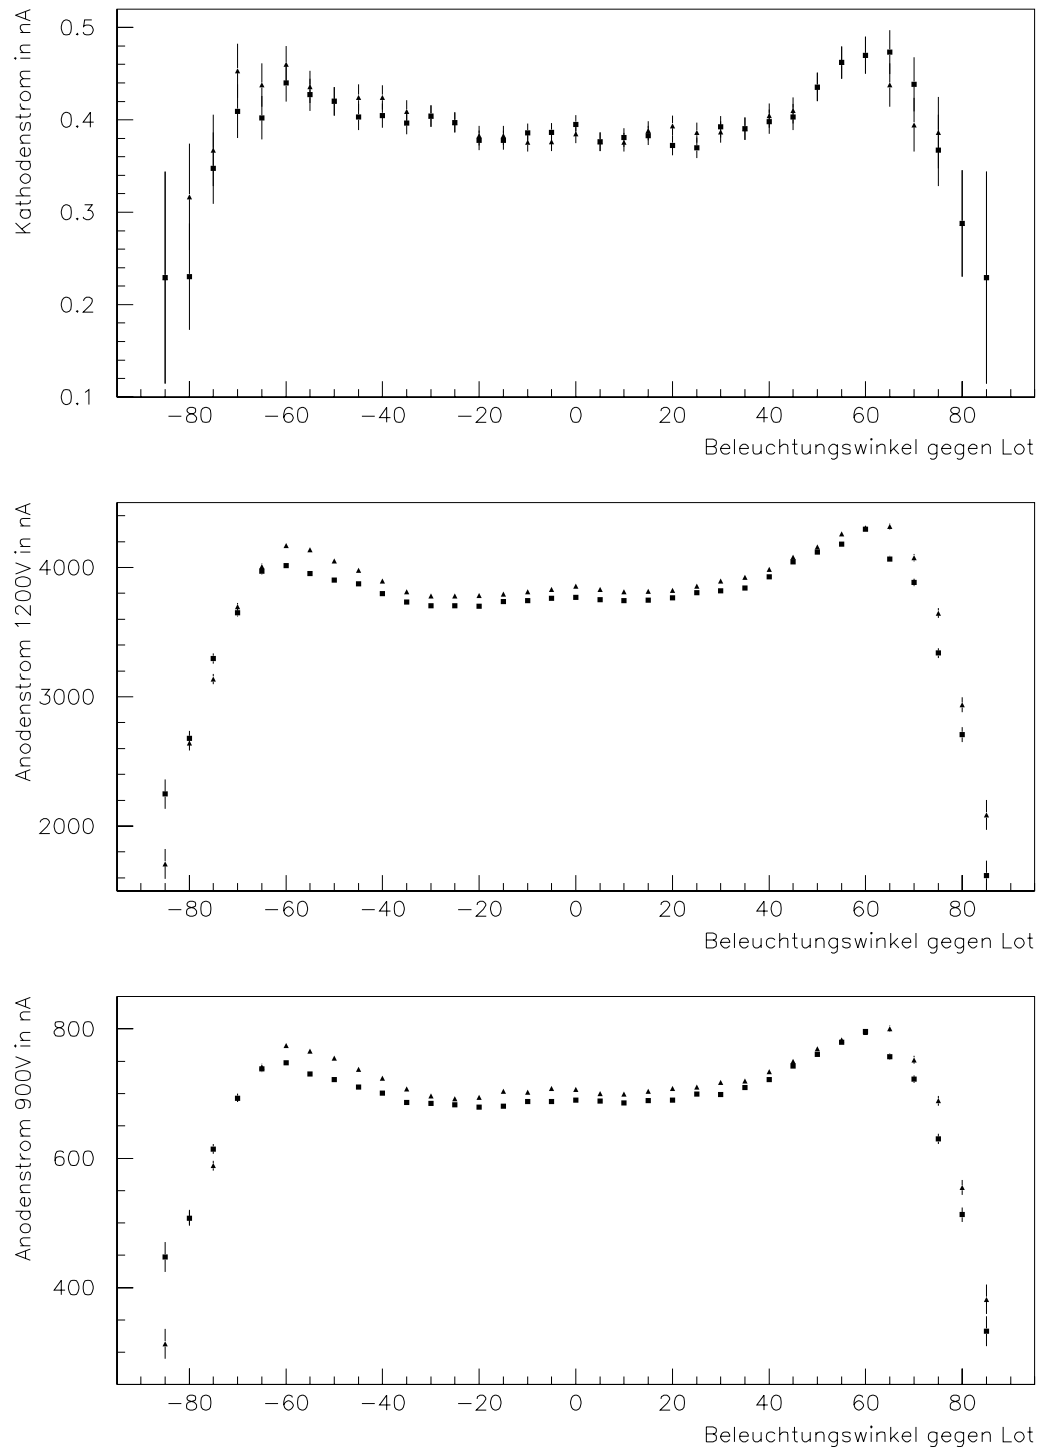 Kathodenstrom in nA
0.5
0.4
0.3
0.2
0.1
−80 −60 −40 −20 0 20 40 60 80
Beleuchtungswinkel gegen Lot
Anodenstrom 1200V in nA
4000
3000
2000
−80 −60 −40 −20 0 20 40 60 80
Beleuchtungswinkel gegen Lot
Anodenstrom 900V in nA
800
600
400
−80 −60 −40 −20 0 20 40 60 80
Beleuchtungswinkel gegen Lot